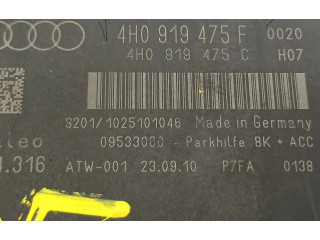 4H0 919 475 F 0020
4H0 919 475 C H07
S201/1025101046 Made in Germany
09533000 - Parkhilfe 8K + ACC
.316 ATW-001 23.09.10 P7FA 0138